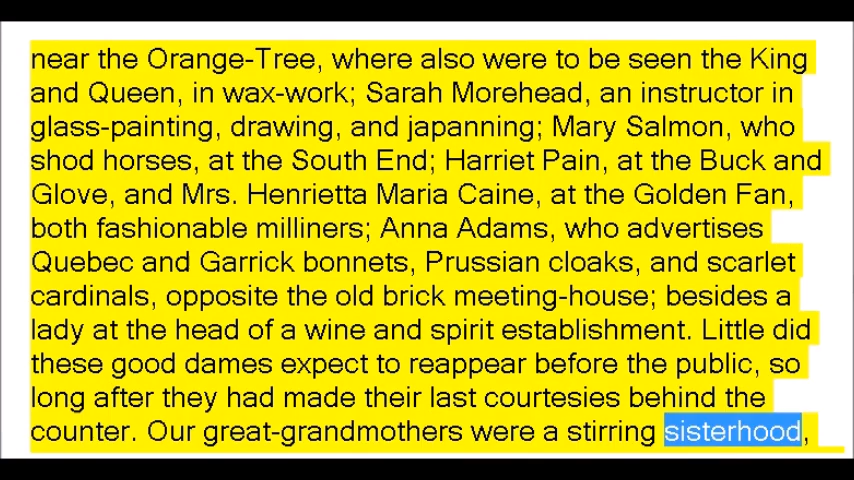 near the Orange-Tree, where also were to be seen the King
and Queen, in wax-work; Sarah Morehead, an instructor in
glass-painting, drawing, and japanning; Mary Salmon, who
shod horses, at the South End; Harriet Pain, at the Buck and
Glove, and Mrs. Henrietta Maria Caine, at the Golden Fan,
both fashionable milliners; Anna Adams, who advertises
Quebec and Garrick bonnets, Prussian cloaks, and scarlet
cardinals, opposite the old brick meeting-house; besides a
lady at the head of a wine and spirit establishment. Little did
these good dames expect to reappear before the public, so
long after they had made their last courtesies behind the
counter. Our great-grandmothers were a stirring sisterhood,